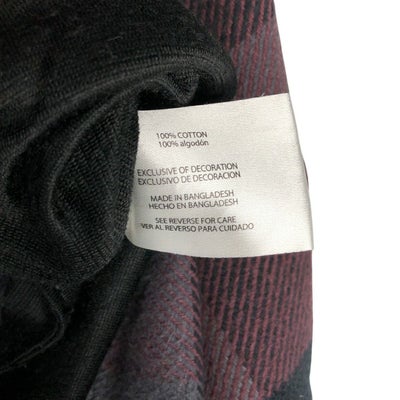 100% COTTON
100% algodón
EXCLUSIVE OF DECORATION
EXCLUSIVO DE DECORACION
MADE IN BANGLADESH
HECHO EN BANGLADESH
SEE REVERSE FOR CARE
VER AL REVERSO PARA CUIDADO